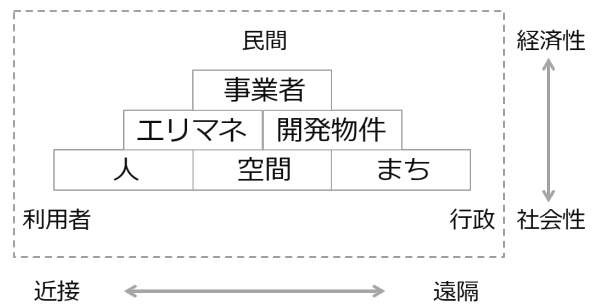 民間
経済性
事業者
エリマネ 開発物件
人 空間 まち
利用者 行政 社会性
近接 遠隔